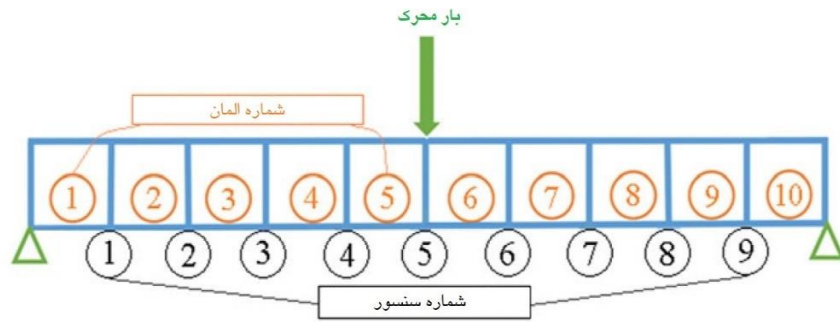 بار محرک
شماره المان
1 2 3 4 5 6 7 8 9 10
1 2 3 4 5 6 7 8 9
شماره سنسور